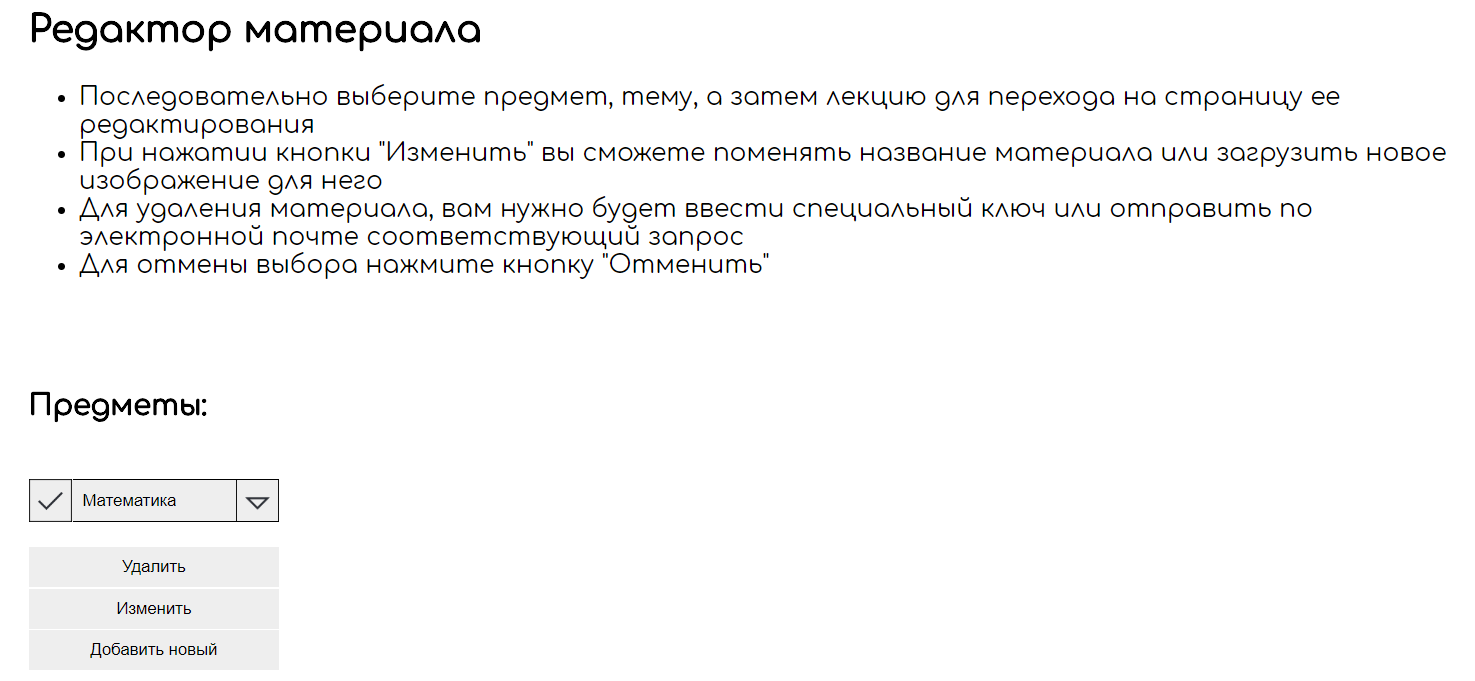 Редактор материала
Последовательно выберите предмет, тему, а затем лекцию для перехода на страницу ее
редактирования
При нажатии кнопки "Изменить" вы сможете поменять название материала или загрузить новое
изображение для него
Для удаления материала, вам нужно будет ввести специальный ключ или отправить по
электронной почте соответствующий запрос
Для отмены выбора нажмите кнопку "Отменить"
Предметы:
Математика
Удалить
Изменить
Добавить новый